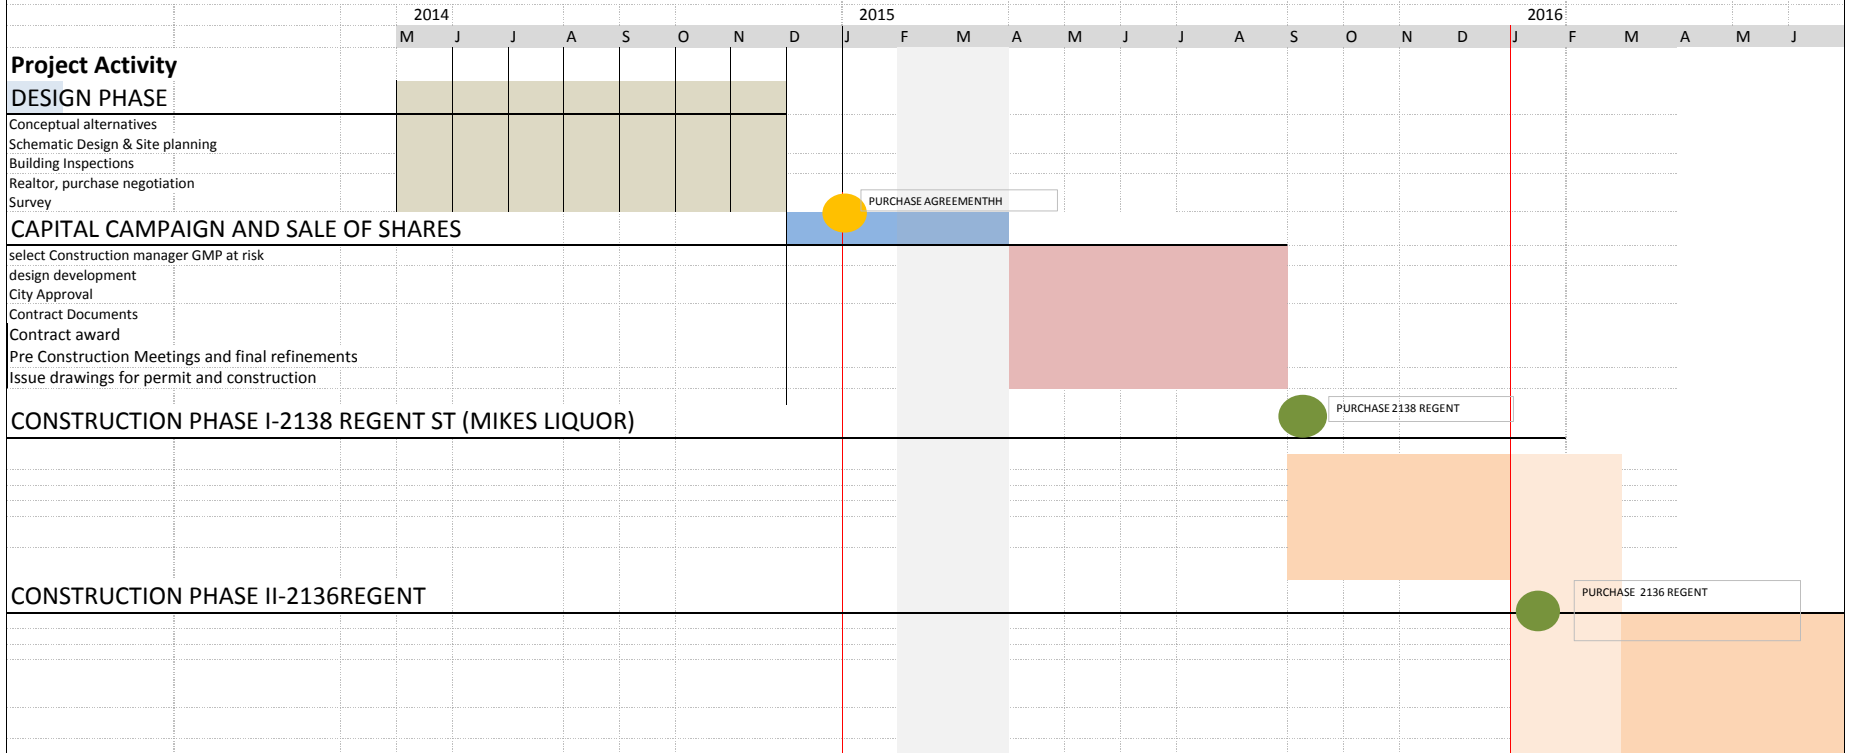 2014 2015 2016
M J J A S O N D J F M A M J J A S O N D J F M A M J
Project Activity
DESIGN PHASE
Conceptual alternatives
Schematic Design & Site planning
Building Inspections
Realtor, purchase negotiation
Survey
PURCHASE AGREEMENTHH
CAPITAL CAMPAIGN AND SALE OF SHARES
select Construction manager GMP at risk
design development
City Approval
Contract Documents
Contract award
Pre Construction Meetings and final refinements
Issue drawings for permit and construction
PURCHASE 2138 REGENT
CONSTRUCTION PHASE I-2138 REGENT ST (MIKES LIQUOR)
PURCHASE 2136 REGENT
CONSTRUCTION PHASE II-2136REGENT